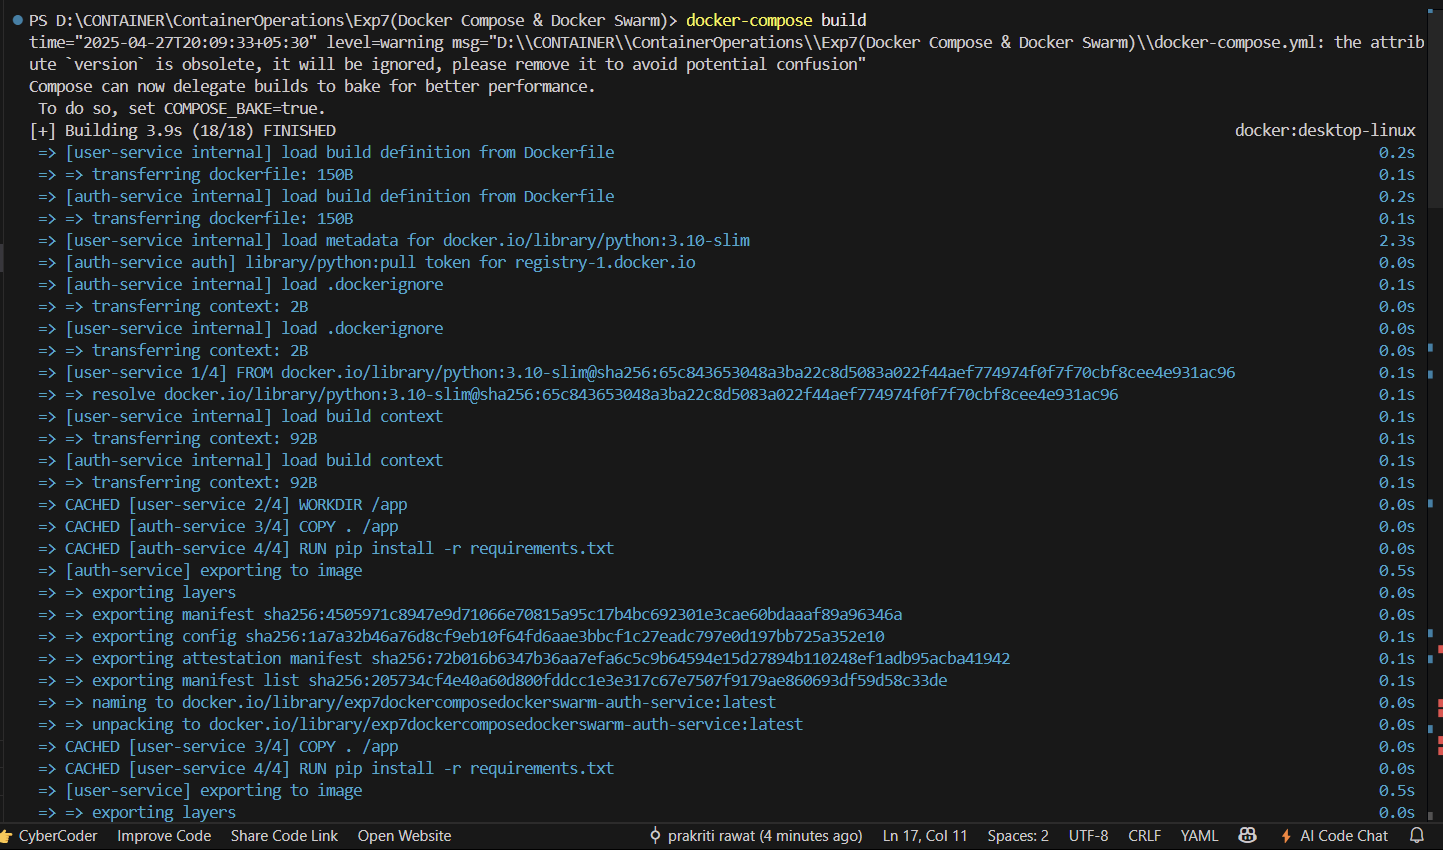 PS D:\CONTAINER\ContainerOperations\Exp7(Docker Compose & Docker Swarm)> docker-compose build
time="2025-04-27T20:09:33+05:30" level=warning msg="D:\\CONTAINER\\ContainerOperations\\Exp7(Docker Compose & Docker Swarm)\\docker-compose.yml: the attrib
ute `version` is obsolete, it will be ignored, please remove it to avoid potential confusion"
Compose can now delegate builds to bake for better performance.
 To do so, set COMPOSE_BAKE=true.
[+] Building 3.9s (18/18) FINISHED docker:desktop-linux
 => [user-service internal] load build definition from Dockerfile 0.2s
 => => transferring dockerfile: 150B 0.1s
 => [auth-service internal] load build definition from Dockerfile 0.2s
 => => transferring dockerfile: 150B 0.1s
 => [user-service internal] load metadata for docker.io/library/python:3.10-slim 2.3s
 => [auth-service auth] library/python:pull token for registry-1.docker.io 0.0s
 => [auth-service internal] load .dockerignore 0.1s
 => => transferring context: 2B 0.0s
 => [user-service internal] load .dockerignore 0.0s
 => => transferring context: 2B 0.0s
 => [user-service 1/4] FROM docker.io/library/python:3.10-slim@sha256:65c843653048a3ba22c8d5083a022f44aef774974f0f7f70cbf8cee4e931ac96 0.1s
 => => resolve docker.io/library/python:3.10-slim@sha256:65c843653048a3ba22c8d5083a022f44aef774974f0f7f70cbf8cee4e931ac96 0.1s
 => [user-service internal] load build context 0.1s
 => => transferring context: 92B 0.1s
 => [auth-service internal] load build context 0.1s
 => => transferring context: 92B 0.1s
 => CACHED [user-service 2/4] WORKDIR /app 0.0s
 => CACHED [auth-service 3/4] COPY . /app 0.0s
 => CACHED [auth-service 4/4] RUN pip install -r requirements.txt 0.0s
 => [auth-service] exporting to image 0.5s
 => => exporting layers 0.0s
 => => exporting manifest sha256:4505971c8947e9d71066e70815a95c17b4bc692301e3cae60bdaaaf89a96346a 0.0s
 => => exporting config sha256:1a7a32b46a76d8cf9eb10f64fd6aae3bbcf1c27eadc797e0d197bb725a352e10 0.1s
 => => exporting attestation manifest sha256:72b016b6347b36aa7efa6c5c9b64594e15d27894b110248ef1adb95acba41942 0.1s
 => => exporting manifest list sha256:205734cf4e40a60d800fddcc1e3e317c67e7507f9179ae860693df59d58c33de 0.1s
 => => naming to docker.io/library/exp7dockercomposedockerswarm-auth-service:latest 0.0s
 => => unpacking to docker.io/library/exp7dockercomposedockerswarm-auth-service:latest 0.0s
 => CACHED [user-service 3/4] COPY . /app 0.0s
 => CACHED [user-service 4/4] RUN pip install -r requirements.txt 0.0s
 => [user-service] exporting to image 0.5s
 => => exporting layers 0.0s
CyberCoder Improve Code Share Code Link Open Website prakriti rawat (4 minutes ago) Ln 17, Col 11 Spaces: 2 UTF-8 CRLF YAML AI Code Chat